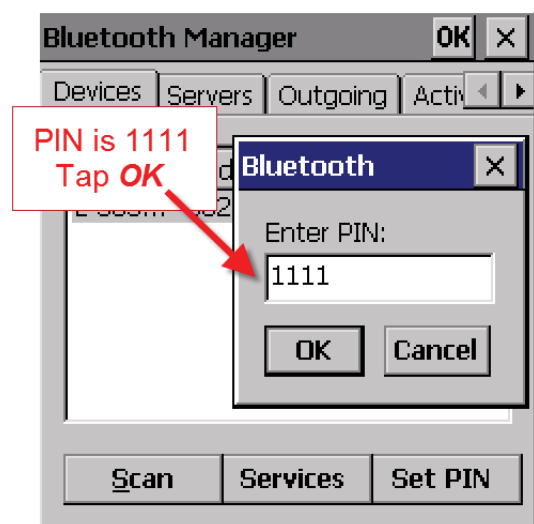 Bluetooth Manager OK
Devices Servers Outgoing
PIN is 1111
Tap OK
Bluetooth
Enter PIN:
1111
OK Cancel
Scan Services Set PIN